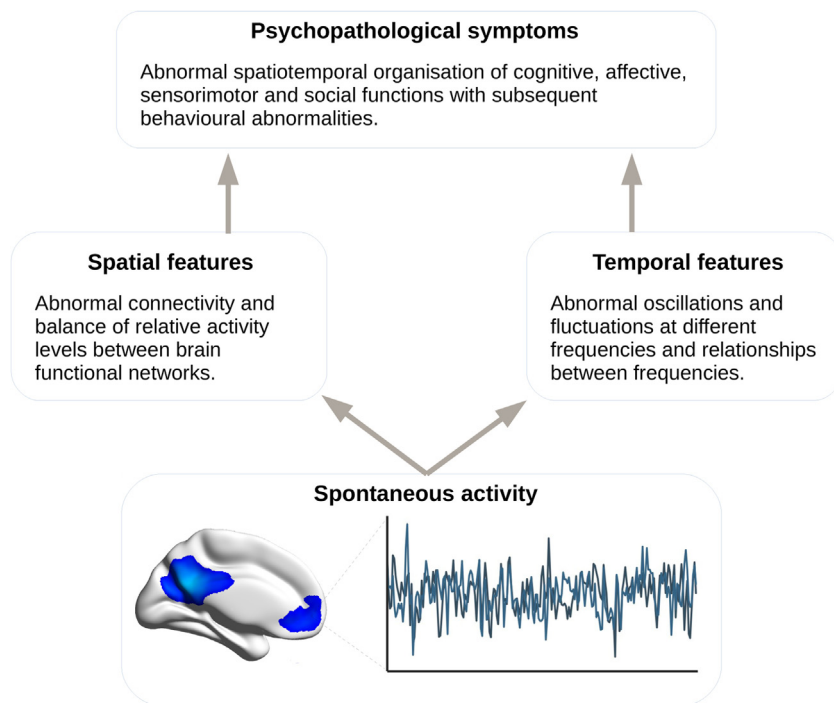 Psychopathological symptoms
Abnormal spatiotemporal organisation of cognitive, affective,
sensorimotor and social functions with subsequent
behavioural abnormalities.
Spatial features
Abnormal connectivity and
balance of relative activity
levels between brain
functional networks.
Temporal features
Abnormal oscillations and
fluctuations at different
frequencies and relationships
between frequencies.
Spontaneous activity